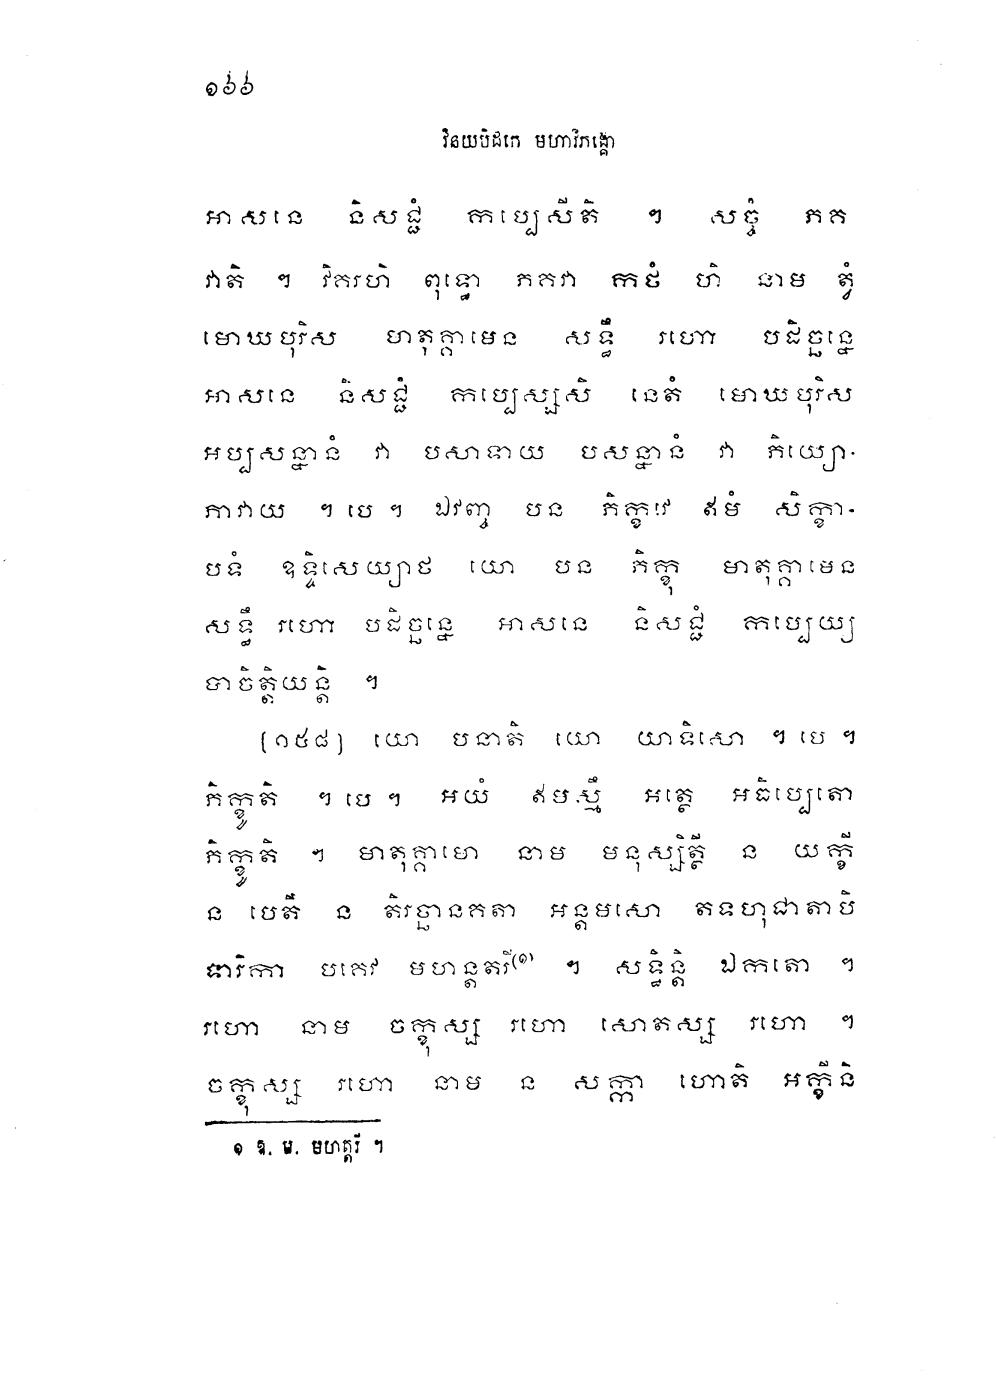 ១៦៦
វិនយបិដកេ មហាវិភង្គោ
អាសនេ និសជ្ជំ កប្បេសីតិ ។ សច្ចំ ភគ
វាតិ ។ វិគរហិ ពុទ្ធោ ភគវា កថំ ហិ នាម ត្វំ
មោឃបុរិស មាតុគ្គាមេន សទ្ធឹ រហោ បដិច្ឆន្នេ
អាសនេ និសជ្ជំ កប្បេស្សសិ នេតំ មោឃបុរិស
អប្បសន្នានំ វា បសាទាយ បសន្នានំ វា ភិយ្យោ-
ភាវាយ ។ បេ ។ ឯវញ្ច បន ភិក្ខវេ ឥមំ សិក្ខា-
បទំ ឧទ្ទិសេយ្យាថ យោ បន ភិក្ខុ មាតុគ្គាមេន
សទ្ធឹ រហោ បដិច្ឆន្នេ អាសនេ និសជ្ជំ កប្បេយ្យ
បាចិត្តិយន្តិ ។
[១៥៨] យោ បនាតិ យោ យាទិសោ ។ បេ ។
ភិក្ខូតិ ។ បេ ។ អយំ ឥមស្មឹ អត្ថេ អធិប្បេតោ
ភិក្ខូតិ ។ មាតុគ្គាមោ នាម មនុស្សិត្ថី ន យក្ខី
ន បេតី ន តិរច្ឆានគតា អន្តមសោ តទហុជាតាបិ
ទារិកា បគេវ មហន្តតរី(១) ។ សទ្ធិន្តិ ឯកតោ ។
រហោ នាម ចក្ខុស្ស រហោ សោតស្ស រហោ ។
ចក្ខុស្ស រហោ នាម ន សក្កា ហោតិ អក្ខីនិ
១ ឱ. ម. មហត្តរី ។